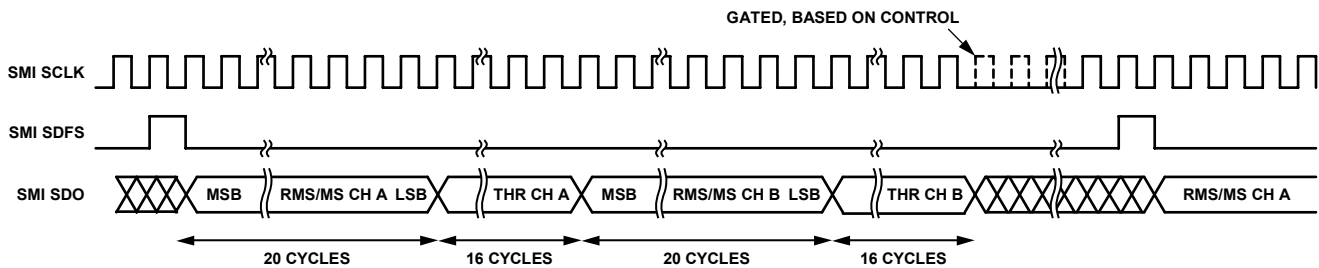 GATED, BASED ON CONTROL
SMI SCLK
SMI SDFS
SMI SDO
MSB
RMS/MS CH A LSB
THR CH A
MSB
RMS/MS CH B LSB
THR CH B
RMS/MS CH A
20 CYCLES
16 CYCLES
20 CYCLES
16 CYCLES